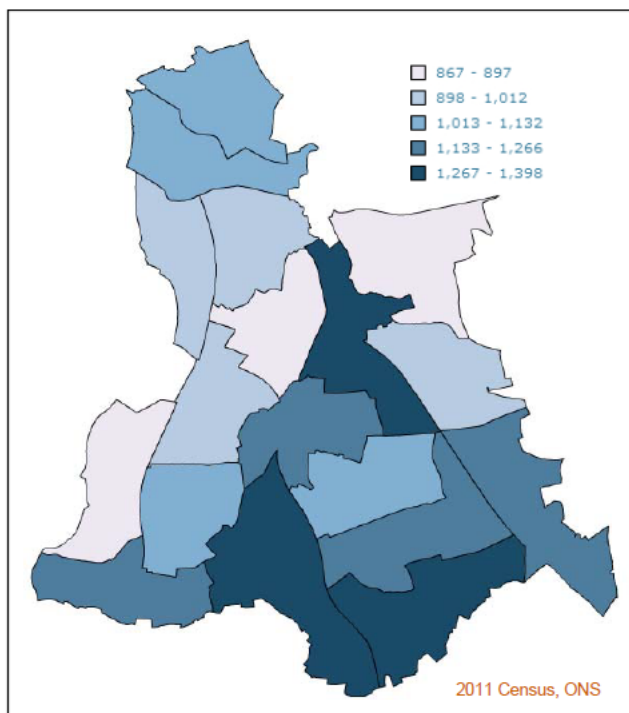 867 - 897
898 - 1,012
1,013 - 1,132
1,133 - 1,266
1,267 - 1,398
2011 Census, ONS